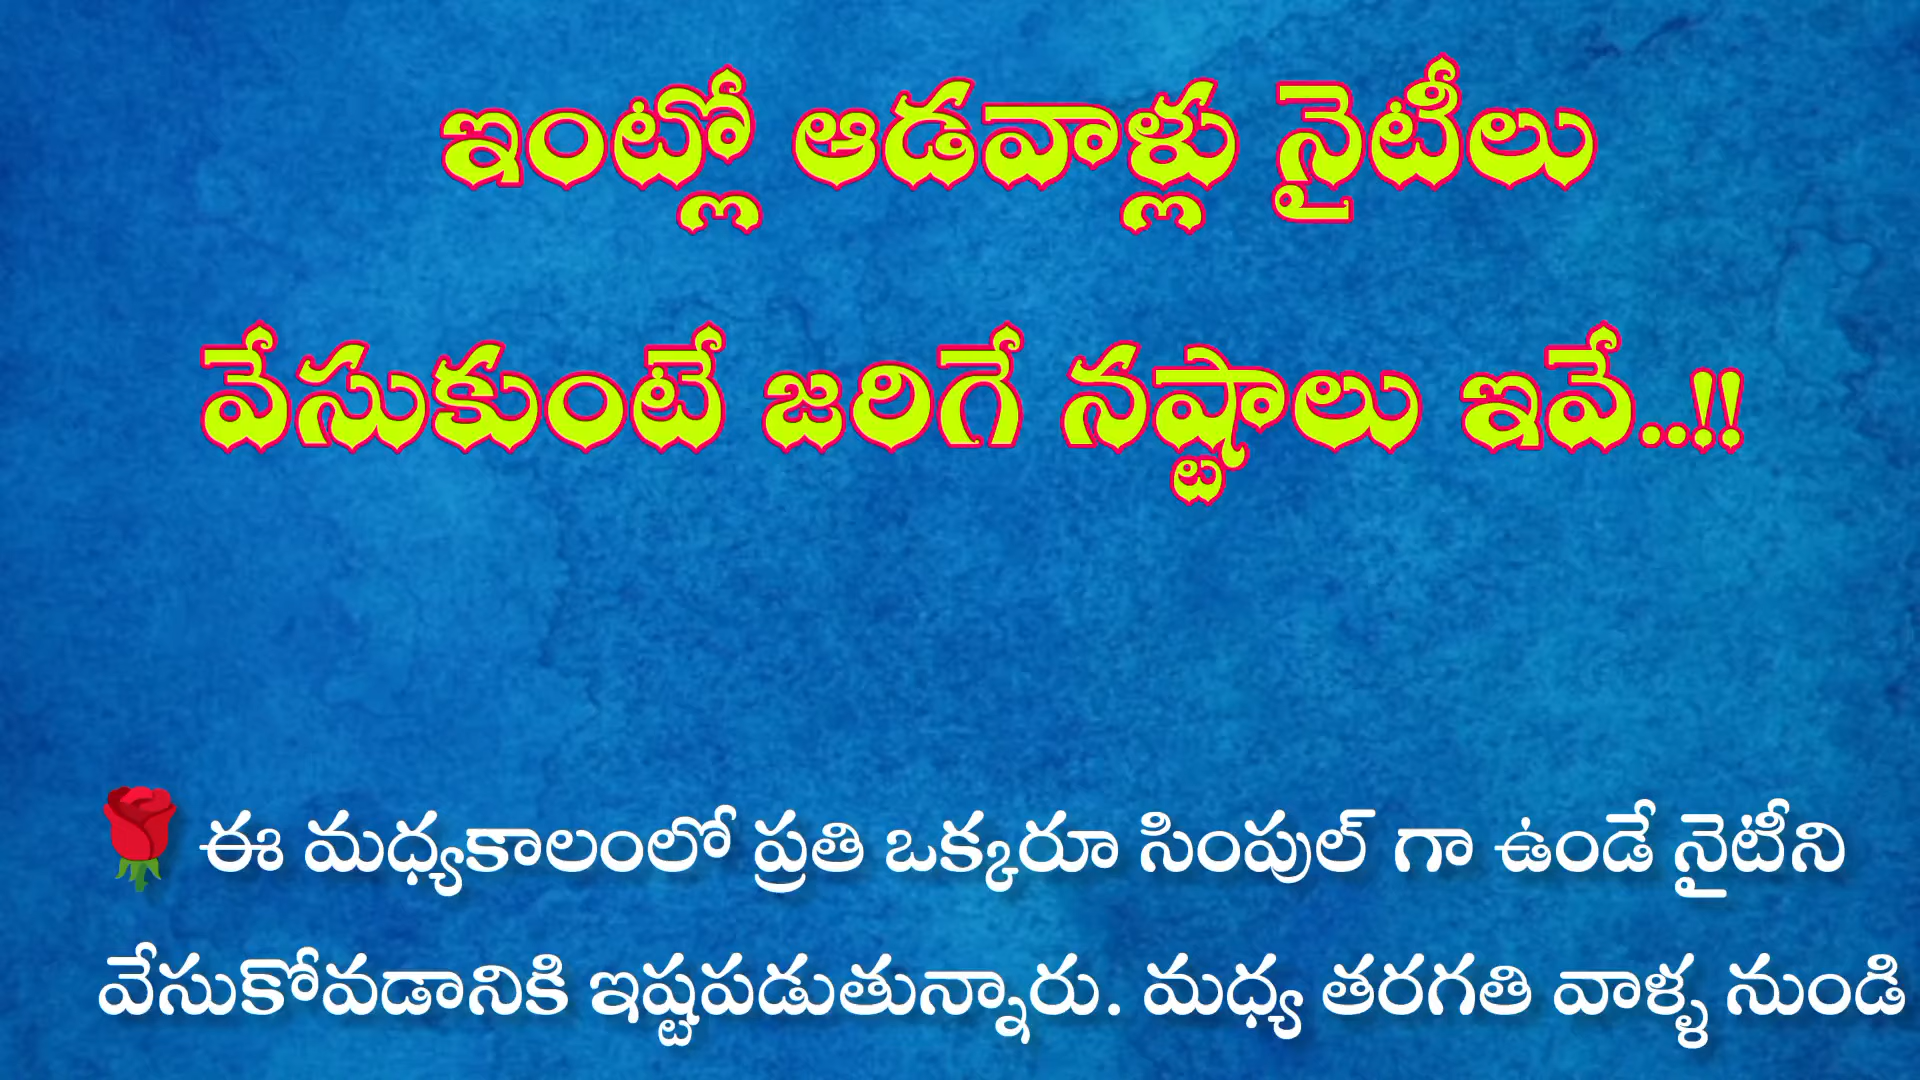 ఇంట్లో ఆడవాళ్లు నైటీలు
వేసుకుంటే జరిగే నష్టాలు ఇవే..!!
🌹ఈ మధ్యకాలంలో ప్రతి ఒక్కరూ సింపుల్ గా ఉండే నైటీని
వేసుకోవడానికి ఇష్టపడుతున్నారు. మధ్య తరగతి వాళ్ళ నుండి